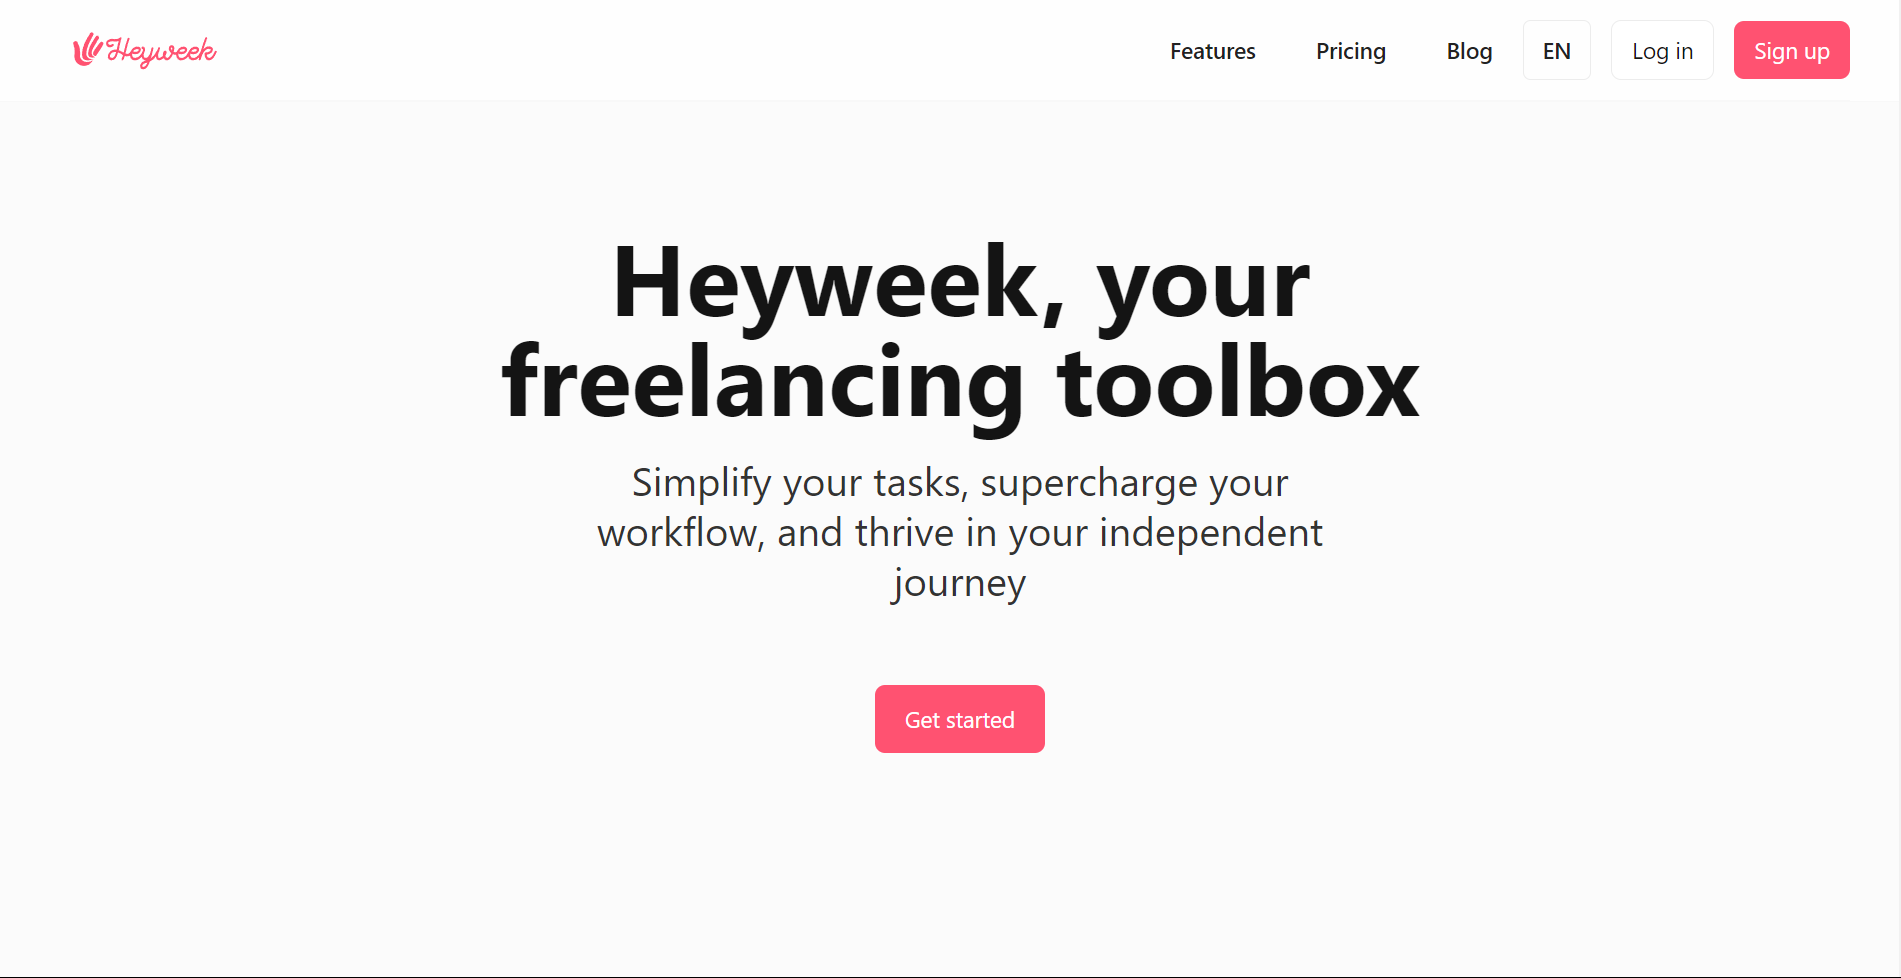 Heyweek
Features Pricing Blog EN Log in Sign up
Heyweek, your
freelancing toolbox
Simplify your tasks, supercharge your
workflow, and thrive in your independent
journey
Get started